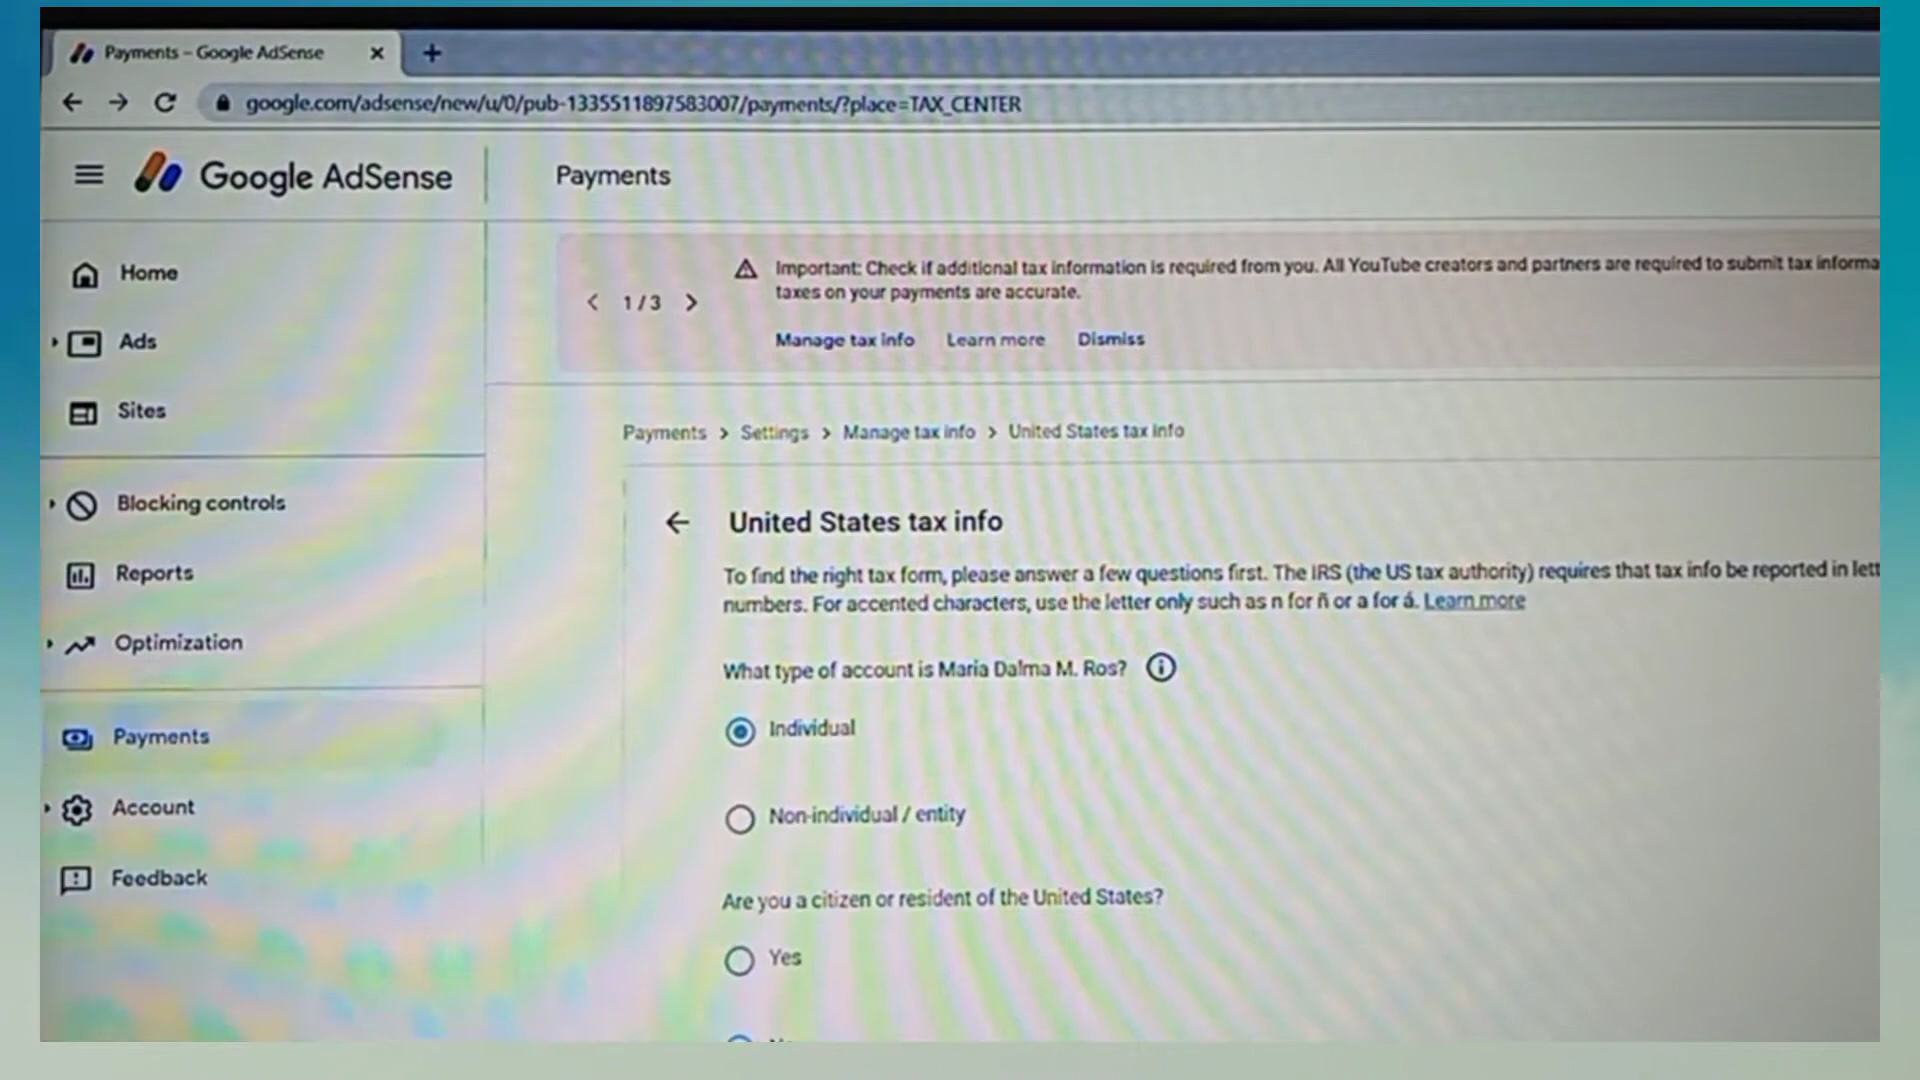 Payments – Google AdSense
google.com/adsense/new/u/0/pub-1335511897583007/payments/?place=TAX_CENTER
Google AdSense
Payments
Home
Ads
Sites
Blocking controls
Reports
Optimization
Payments
Account
Feedback
1 / 3
Important: Check if additional tax information is required from you. All YouTube creators and partners are required to submit tax informa
taxes on your payments are accurate.
Manage tax info Learn more Dismiss
Payments > Settings > Manage tax info > United States tax info
United States tax info
To find the right tax form, please answer a few questions first. The IRS (the US tax authority) requires that tax info be reported in lett
numbers. For accented characters, use the letter only such as n for ñ or a for á. Learn more
What type of account is Maria Dalma M. Ros?
Individual
Non-individual / entity
Are you a citizen or resident of the United States?
Yes